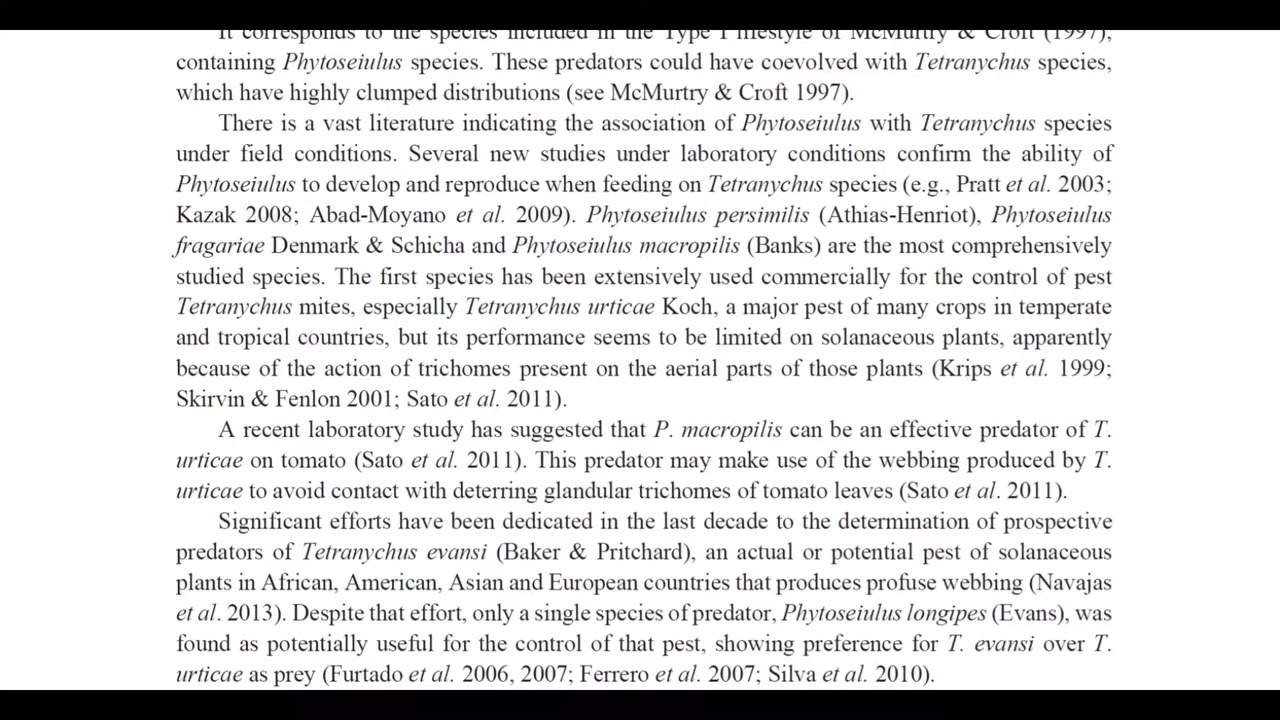 It corresponds to the species included in the Type I lifestyle of McMurtry & Croft (1997),
containing Phytoseiulus species. These predators could have coevolved with Tetranychus species,
which have highly clumped distributions (see McMurtry & Croft 1997).
There is a vast literature indicating the association of Phytoseiulus with Tetranychus species
under field conditions. Several new studies under laboratory conditions confirm the ability of
Phytoseiulus to develop and reproduce when feeding on Tetranychus species (e.g., Pratt et al. 2003;
Kazak 2008; Abad-Moyano et al. 2009). Phytoseiulus persimilis (Athias-Henriot), Phytoseiulus
fragariae Denmark & Schicha and Phytoseiulus macropilis (Banks) are the most comprehensively
studied species. The first species has been extensively used commercially for the control of pest
Tetranychus mites, especially Tetranychus urticae Koch, a major pest of many crops in temperate
and tropical countries, but its performance seems to be limited on solanaceous plants, apparently
because of the action of trichomes present on the aerial parts of those plants (Krips et al. 1999;
Skirvin & Fenlon 2001; Sato et al. 2011).
A recent laboratory study has suggested that P. macropilis can be an effective predator of T.
urticae on tomato (Sato et al. 2011). This predator may make use of the webbing produced by T.
urticae to avoid contact with deterring glandular trichomes of tomato leaves (Sato et al. 2011).
Significant efforts have been dedicated in the last decade to the determination of prospective
predators of Tetranychus evansi (Baker & Pritchard), an actual or potential pest of solanaceous
plants in African, American, Asian and European countries that produces profuse webbing (Navajas
et al. 2013). Despite that effort, only a single species of predator, Phytoseiulus longipes (Evans), was
found as potentially useful for the control of that pest, showing preference for T. evansi over T.
urticae as prey (Furtado et al. 2006, 2007; Ferrero et al. 2007; Silva et al. 2010).